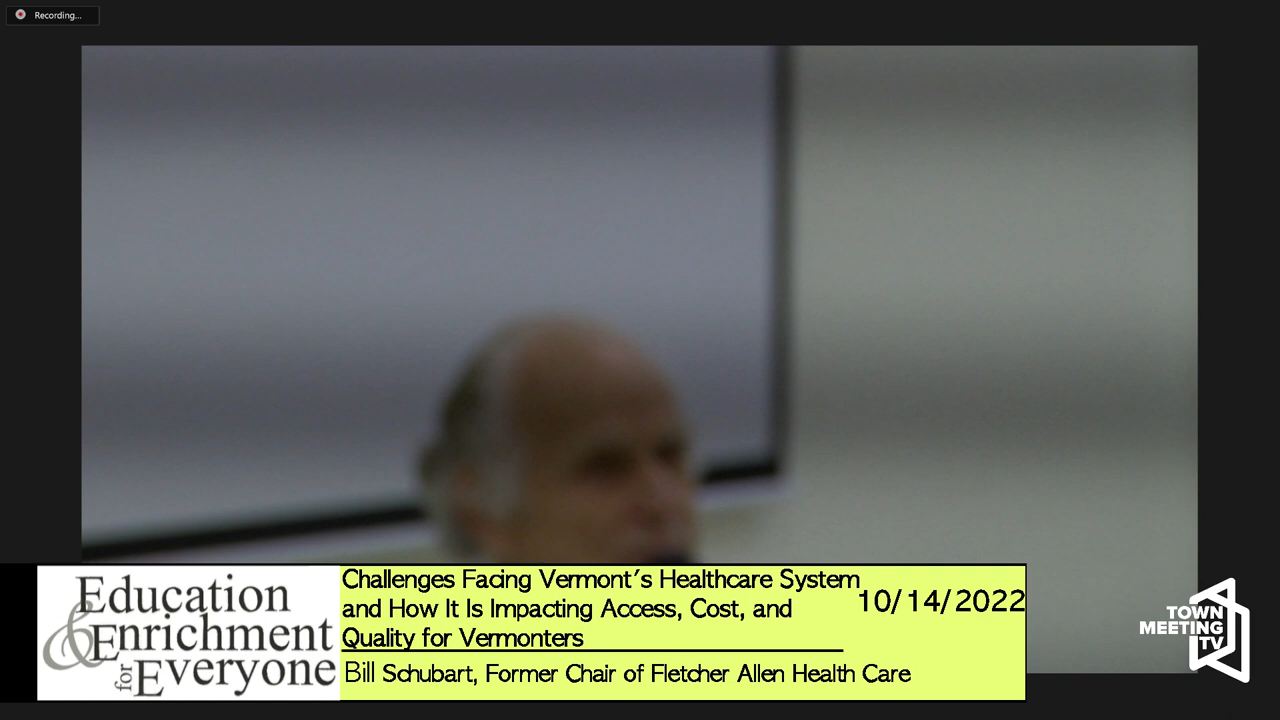 Recording...
Education
& Enrichment
for Everyone
Challenges Facing Vermont's Healthcare System
and How It Is Impacting Access, Cost, and
Quality for Vermonters
10/14/2022
Bill Schubart, Former Chair of Fletcher Allen Health Care
TOWN
MEETING
TV